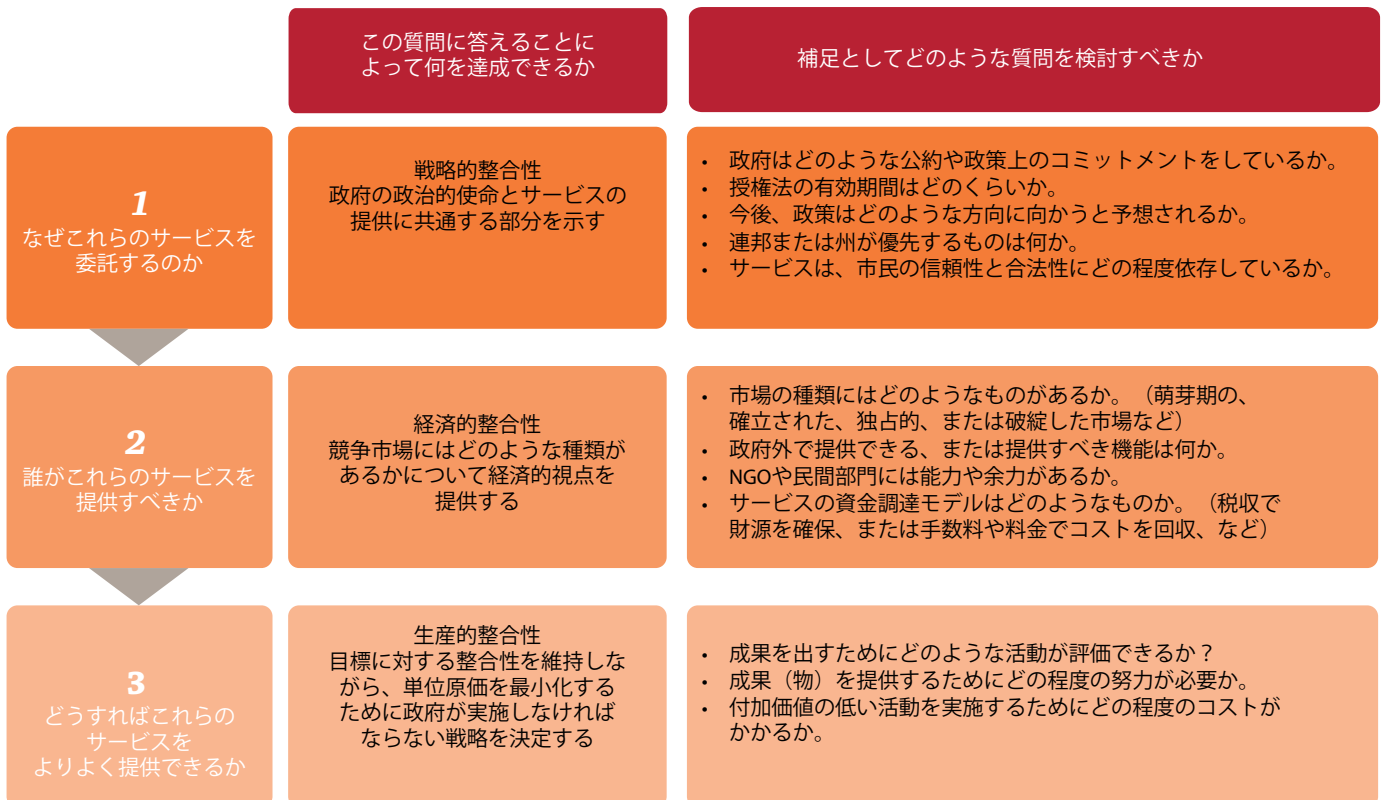 この質問に答えることに
よって何を達成できるか
補足としてどのような質問を検討すべきか
1
なぜこれらのサービスを
委託するのか
戦略的整合性
政府の政治的使命とサービスの
提供に共通する部分を示す
• 政府はどのような公約や政策上のコミットメントをしているか。
• 授権法の有効期間はどのくらいか。
• 今後、政策はどのような方向に向かうと予想されるか。
• 連邦または州が優先するものは何か。
• サービスは、市民の信頼性と合法性にどの程度依存しているか。
2
誰がこれらのサービスを
提供すべきか
経済的整合性
競争市場にはどのような種類が
あるかについて経済的視点を
提供する
• 市場の種類にはどのようなものがあるか。（萌芽期の、
確立された、独占的、または破綻した市場など）
• 政府外で提供できる、または提供すべき機能は何か。
• NGOや民間部門には能力や余力があるか。
• サービスの資金調達モデルはどのようなものか。（税収で
財源を確保、または手数料や料金でコストを回収、など）
3
どうすればこれらの
サービスを
よりよく提供できるか
生産的整合性
目標に対する整合性を維持しな
がら、単位原価を最小化する
ために政府が実施しなければ
ならない戦略を決定する
• 成果を出すためにどのような活動が評価できるか？
• 成果（物）を提供するためにどの程度の努力が必要か。
• 付加価値の低い活動を実施するためにどの程度のコストが
かかるか。